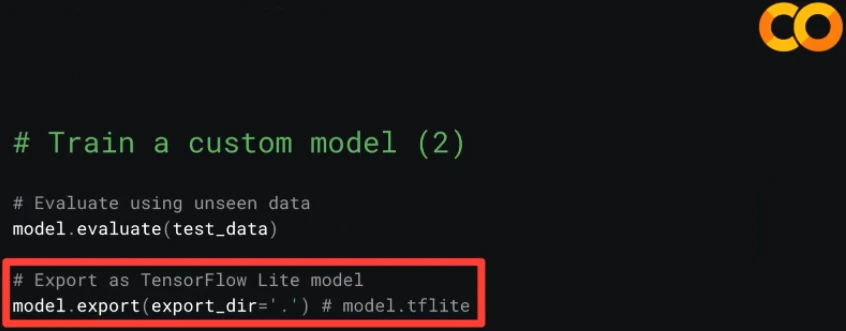 # Train a custom model (2)
# Evaluate using unseen data
model.evaluate(test_data)
# Export as TensorFlow Lite model
model.export(export_dir='.') # model.tflite